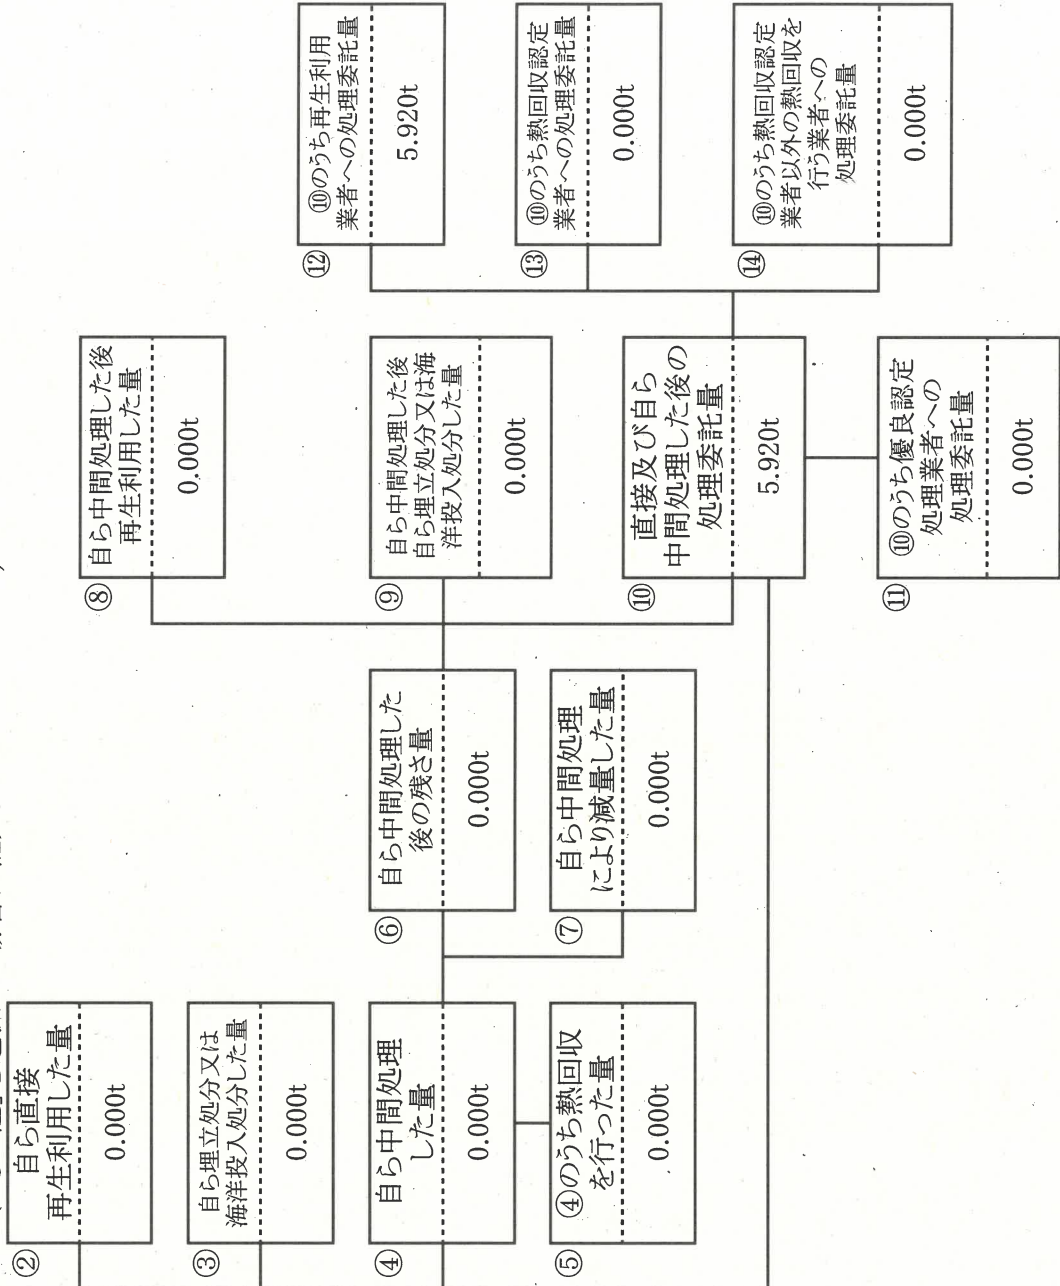 ②
自ら直接
再生利用した量
0.000t
③
自ら埋立処分又は
海洋投入処分した量
0.000t
④
自ら中間処理
した量
0.000t
⑤
④のうち熱回収
を行った量
0.000t
⑥
自ら中間処理した
後の残さ量
0.000t
⑦
自ら中間処理
により減量した量
0.000t
⑧
自ら中間処理した後
再生利用した量
0.000t
⑨
自ら中間処理した後
自ら埋立処分又は海
洋投入処分した量
0.000t
⑩
直接及び自ら
中間処理した後の
処理委託量
5.920t
⑪
⑩のうち優良認定
処理業者への
処理委託量
0.000t
⑫
⑩のうち再生利用
業者への処理委託量
5.920t
⑬
⑩のうち熱回収認定
業者への処理委託量
0.000t
⑭
⑩のうち熱回収認定
業者以外の熱回収を
行う業者への
処理委託量
0.000t